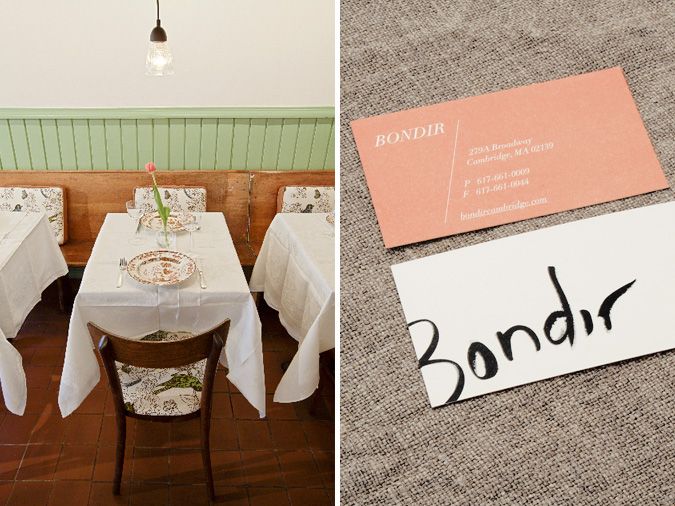 BONDIR
279A Broadway
Cambridge, MA 02139
P 617-661-0009
F 617-661-0044
bondircambridge.com
Bondir